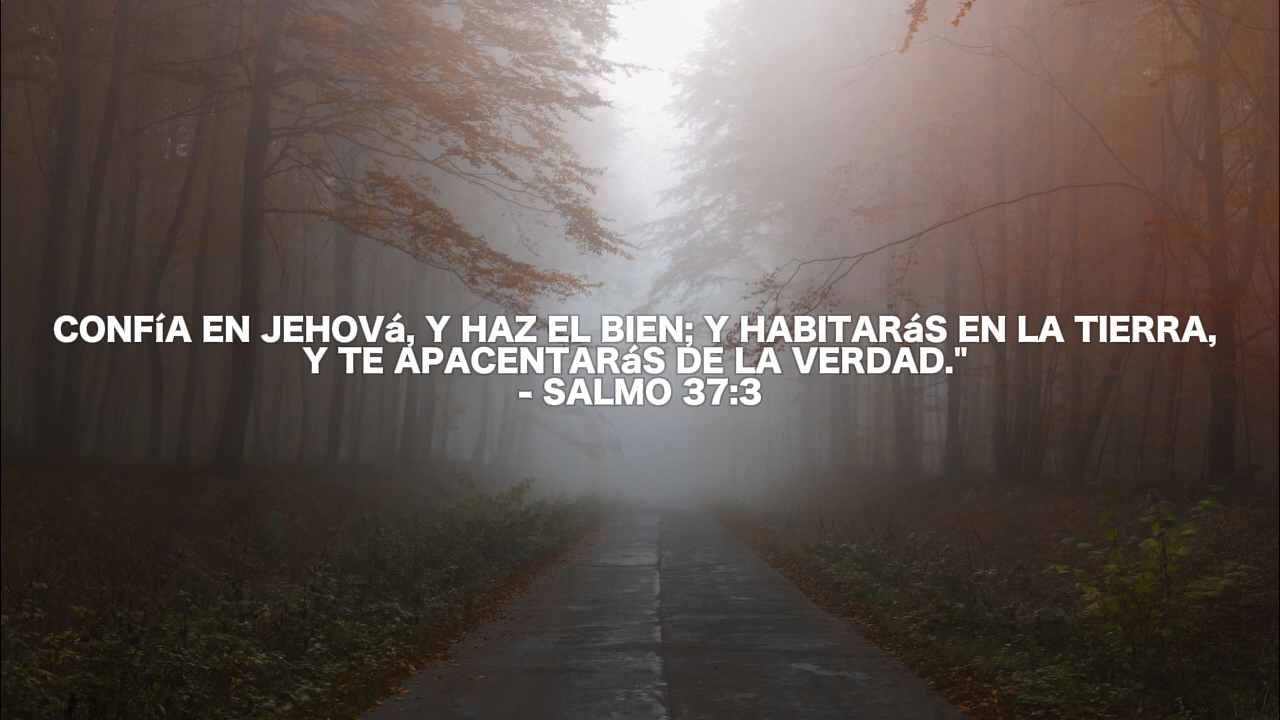 CONFíA EN JEHOVá, Y HAZ EL BIEN; Y HABITARáS EN LA TIERRA,
Y TE APACENTARáS DE LA VERDAD."
- SALMO 37:3